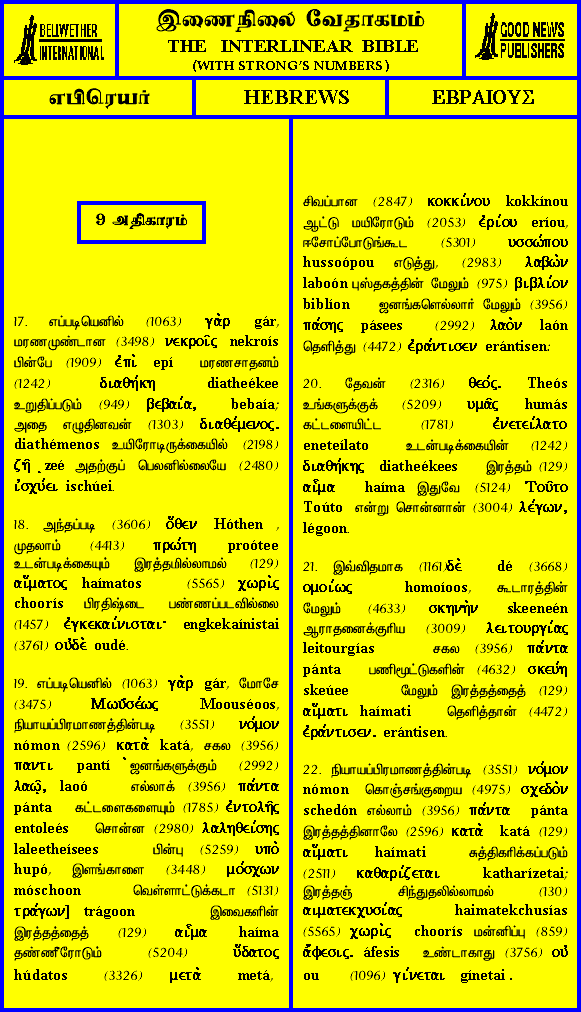 BELLWETHER
INTERNATIONAL
இணைநிலை வேதாகமம்
THE INTERLINEAR BIBLE
(WITH STRONG'S NUMBERS)
GOOD NEWS
PUBLISHERS
எபிரெயர்
HEBREWS
ΕΒΡΑΙΟΥΣ
9 அதிகாரம்
17. எப்படியெனில் (1063) γὰρ gár,
மரணமுண்டான (3498) νεκροῖς nekrois
பின்பே (1909) ἐπὶ epí மரணசாதனம்
(1242) διαθήκη diatheékee
உறுதிப்படும் (949) βεβαία, bebaía;
அதை எழுதினவன் (1303) διαθέμενος.
diathémenos உயிரோடிருக்கையில் (2198)
ζῇ . zeé அதற்குப் பெலனில்லையே (2480)
ἰσχύει ischúei.
18. அந்தப்படி (3606) ὅθεν Hóthen ,
முதலாம் (4413) πρώτη proótee
உடன்படிக்கையும் இரத்தமில்லாமல் (129)
αἵματος haímatos (5565) χωρὶς
choorís பிரதிஷ்டை பண்ணப்படவில்லை
(1457) ἐγκεκαίνισται· engkekaínistai
(3761) οὐδὲ oudé.
19. எப்படியெனில் (1063) γὰρ gár, மோசே
(3475) Μωϋσέως Moouséoos,
நியாயப்பிரமாணத்தின்படி (3551) νόμον
nómon (2596) κατὰ katá, சகல (3956)
παντι pantí ஜனங்களுக்கும் (2992)
λαῷ, laoó எல்லாக் (3956) πάντα
pánta கட்டளைகளையும் (1785) ἐντολῆς
entoleés சொன்ன (2980) λαληθείσης
laleetheísees பின்பு (5259) υπὸ
hupó, இளங்காளை (3448) μόσχων
móschoon வெள்ளாட்டுக்கடா (5131)
τράγων] trágoon இவைகளின்
இரத்தத்தைத் (129) αἷμα haíma
தண்ணீரோடும் (5204) ὕδατος
húdatos (3326) μετὰ metá,
சிவப்பான (2847) κοκκίνου kokkínou
ஆட்டு மயிரோடும் (2053) ἐρίου eríou,
ஈசோப்போடுங்கூட (5301) υσσώπου
hussoópou எடுத்து, (2983) λαβὼν
laboón புஸ்தகத்தின் மேலும் (975) βιβλίον
biblíon ஜனங்களெல்லார் மேலும் (3956)
πάσης pásees (2992) λαὸν laón
தெளித்து (4472) ἐράντισεν erántisen:
20. தேவன் (2316) θεός. Theós
உங்களுக்குக் (5209) υμᾶς humás
கட்டளையிட்ட (1781) ἐνετείλατο
eneteílato உடன்படிக்கையின் (1242)
διαθήκης diatheékees இரத்தம் (129)
αἷμα haíma இதுவே (5124) Τοῦτο
Toúto என்று சொன்னான் (3004) λέγων,
légoon.
21. இவ்விதமாக (1161)δὲ dé (3668)
ομοίως homoíoos, கூடாரத்தின்
மேலும் (4633) σκηνὴν skeeneén
ஆராதனைக்குரிய (3009) λειτουργίας
leitourgías சகல (3956) πάντα
pánta பணிமூட்டுகளின் (4632) σκεύη
skeúee மேலும் இரத்தத்தைத் (129)
αἵματι haímati தெளித்தான் (4472)
ἐράντισεν. erántisen.
22. நியாயப்பிரமாணத்தின்படி (3551) νόμον
nómon கொஞ்சங்குறைய (4975) σχεδὸν
schedón எல்லாம் (3956) πάντα pánta
இரத்தத்தினாலே (2596) κατὰ katá (129)
αἵματι haímati சுத்திகரிக்கப்படும்
(2511) καθαρίζεται katharízetai;
இரத்தஞ் சிந்துதலில்லாமல் (130)
αιματεκχυσίας haimatekchusías
(5565) χωρὶς choorís மன்னிப்பு (859)
ἄφεσις. áfesis உண்டாகாது (3756) οὐ
ou (1096) γίνεται gínetai .